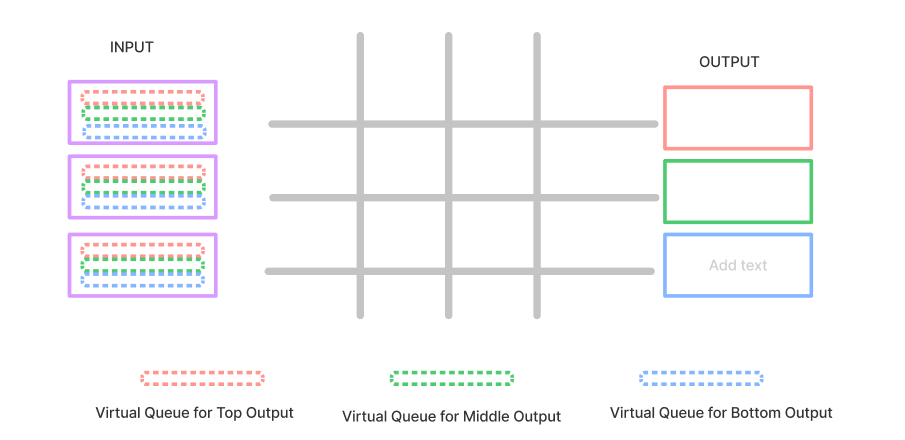 INPUT
OUTPUT
Add text
Virtual Queue for Top Output
Virtual Queue for Middle Output
Virtual Queue for Bottom Output